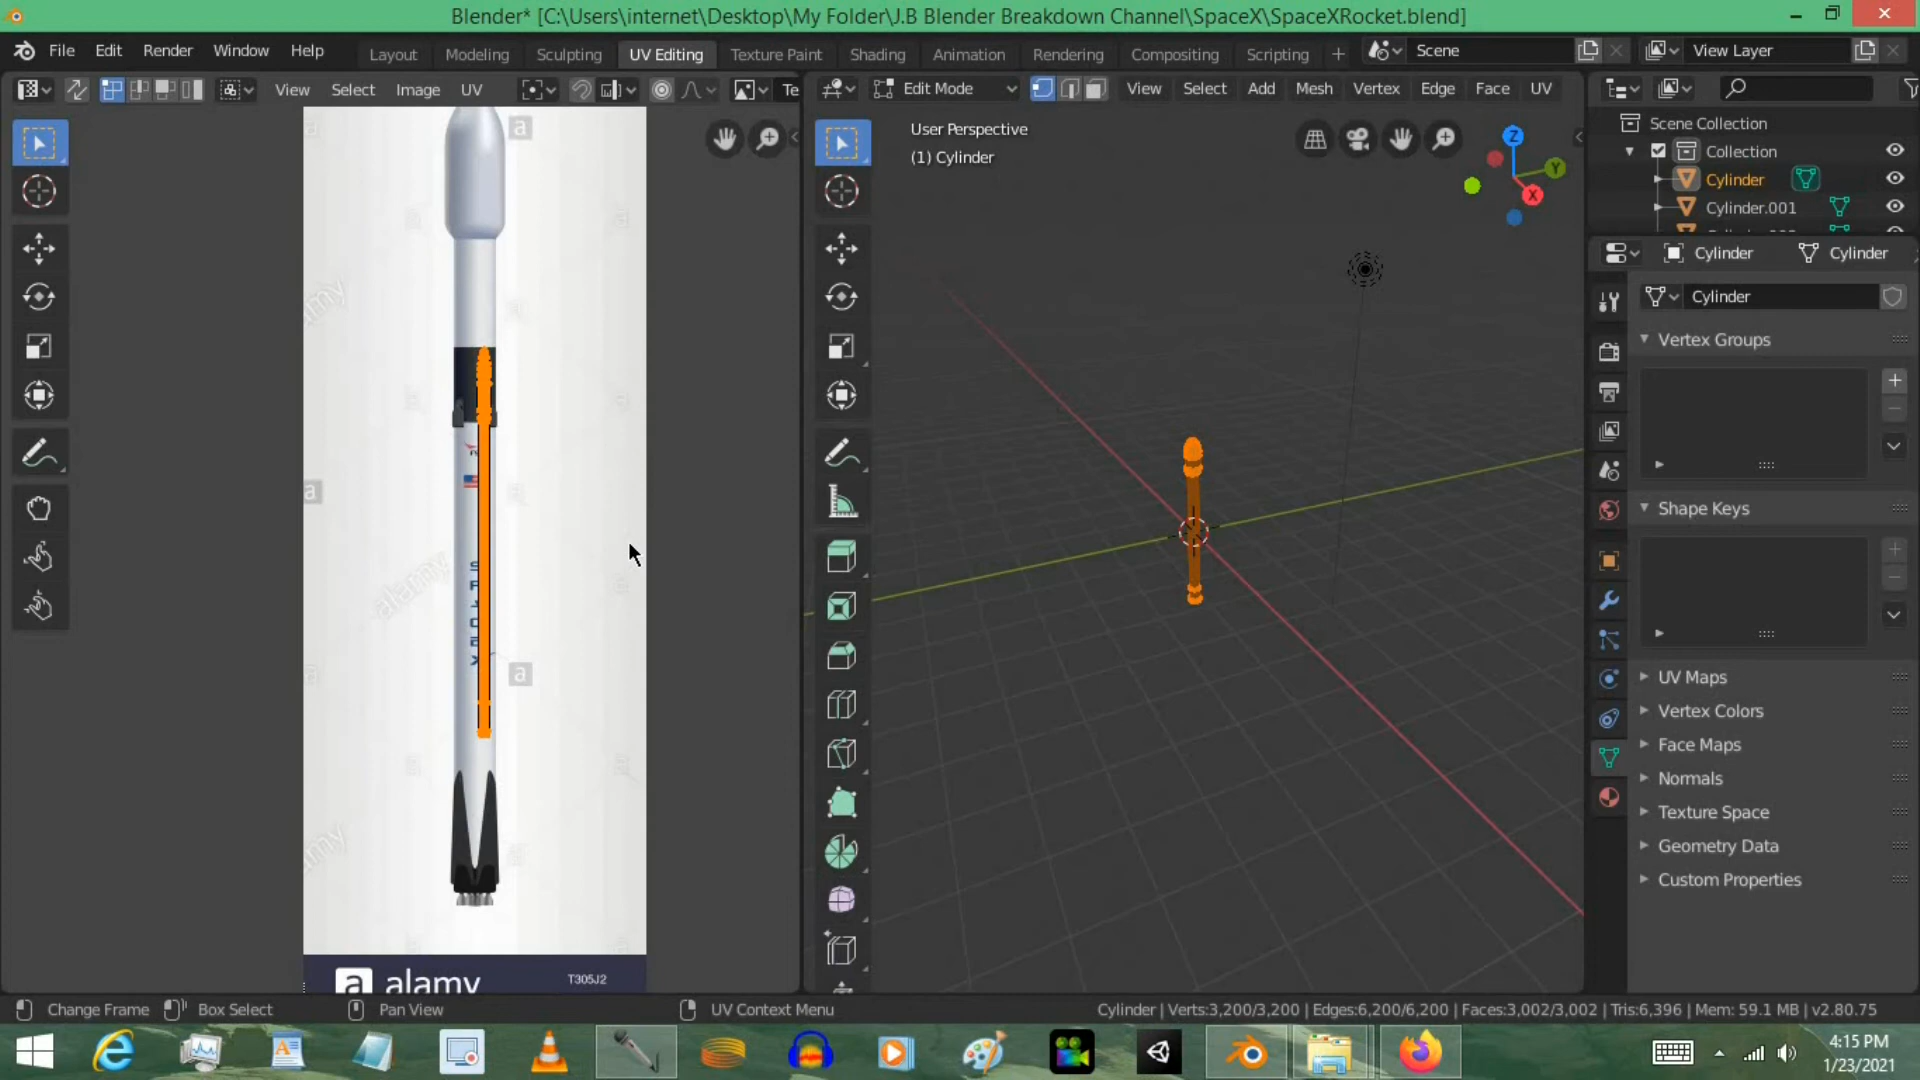 Blender* [C:\Users\internet\Desktop\My Folder\J.B Blender Breakdown Channel\SpaceX\SpaceXRocket.blend]
File Edit Render Window Help
Layout Modeling Sculpting UV Editing Texture Paint Shading Animation Rendering Compositing Scripting +
Scene
View Layer
View Select Image UV
Te
Edit Mode
View Select Add Mesh Vertex Edge Face UV
User Perspective
(1) Cylinder
Z
Y
X
Scene Collection
Collection
Cylinder
Cylinder.001
Cylinder Cylinder
Cylinder
Vertex Groups
Shape Keys
UV Maps
Vertex Colors
Face Maps
Normals
Texture Space
Geometry Data
Custom Properties
a
a
a
a
alamy
a alamy
T305J2
Change Frame Box Select Pan View UV Context Menu
Cylinder | Verts:3,200/3,200 | Edges:6,200/6,200 | Faces:3,002/3,002 | Tris:6,396 | Mem: 59.1 MB | v2.80.75
4:15 PM
1/23/2021